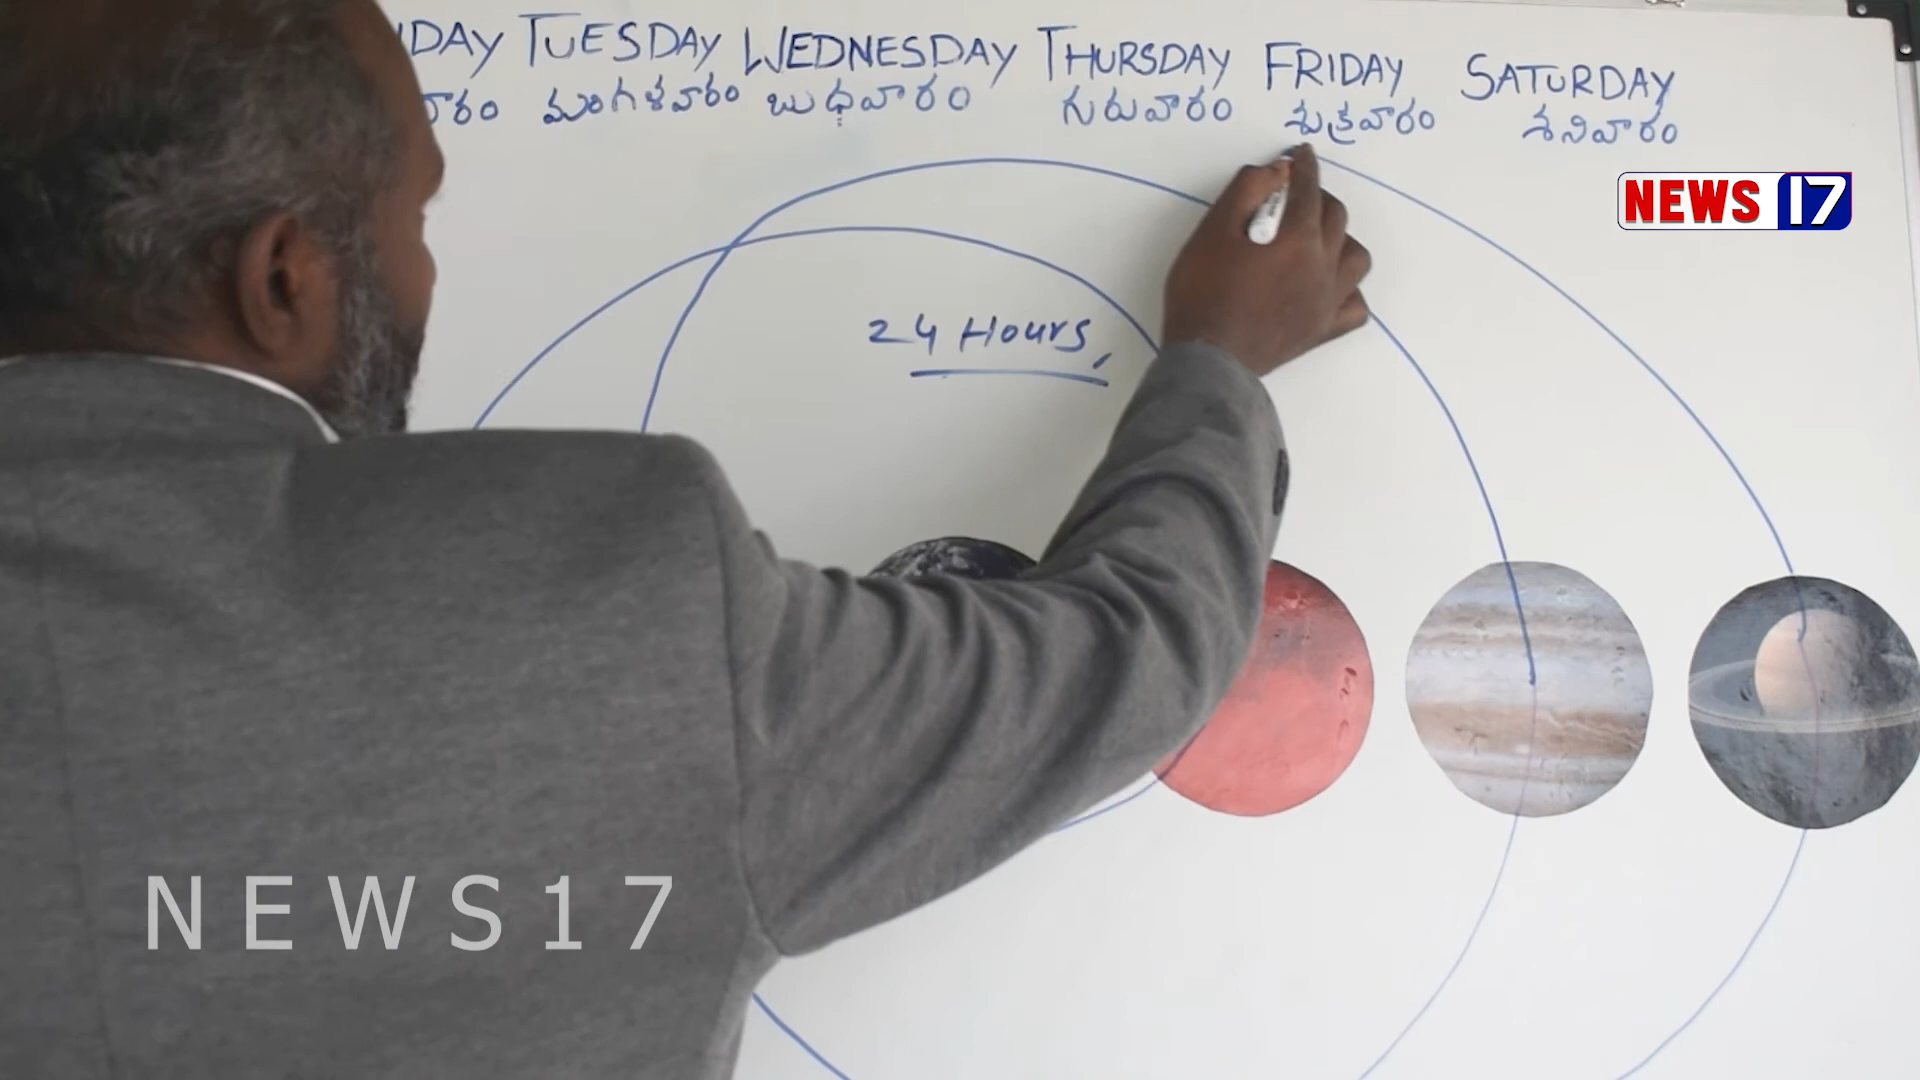 DAY TUESDAY WEDNESDAY THURSDAY FRIDAY SATURDAY
వారం మంగళవారం బుధవారం గురువారం శుక్రవారం శనివారం
NEWS 17
24 Hours,
NEWS17